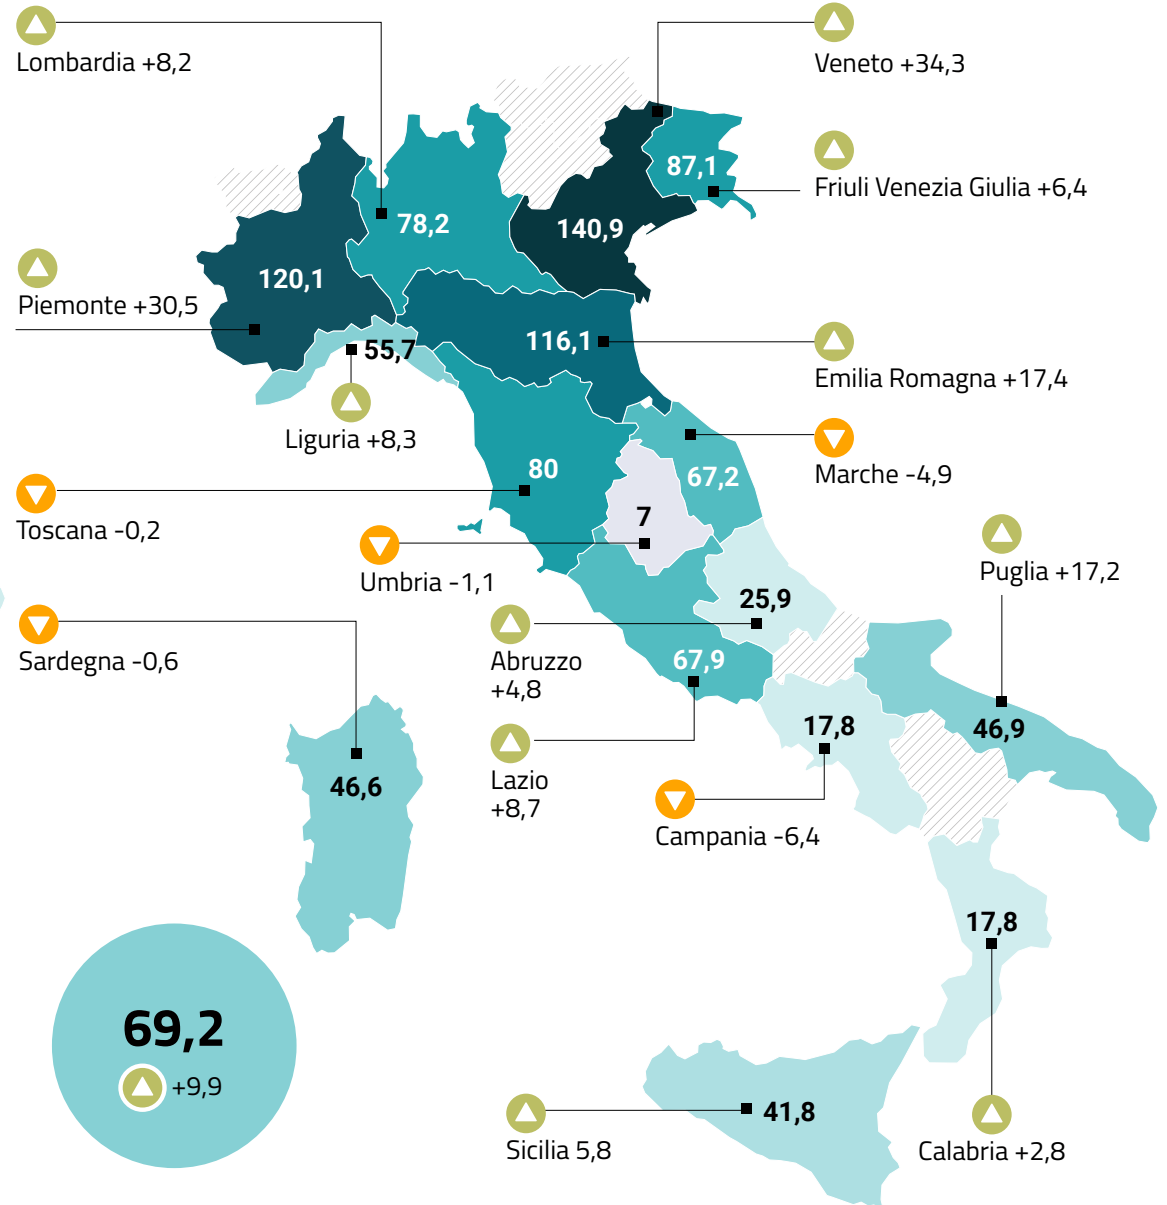 Lombardia +8,2
Veneto +34,3
87,1
Friuli Venezia Giulia +6,4
78,2
140,9
120,1
Piemonte +30,5
116,1
55,7
Emilia Romagna +17,4
Liguria +8,3
80
67,2
Marche -4,9
Toscana -0,2
7
Umbria -1,1
Puglia +17,2
25,9
Sardegna -0,6
Abruzzo
+4,8
67,9
17,8
46,9
46,6
Lazio
+8,7
Campania -6,4
17,8
69,2
+9,9
41,8
Sicilia 5,8
Calabria +2,8